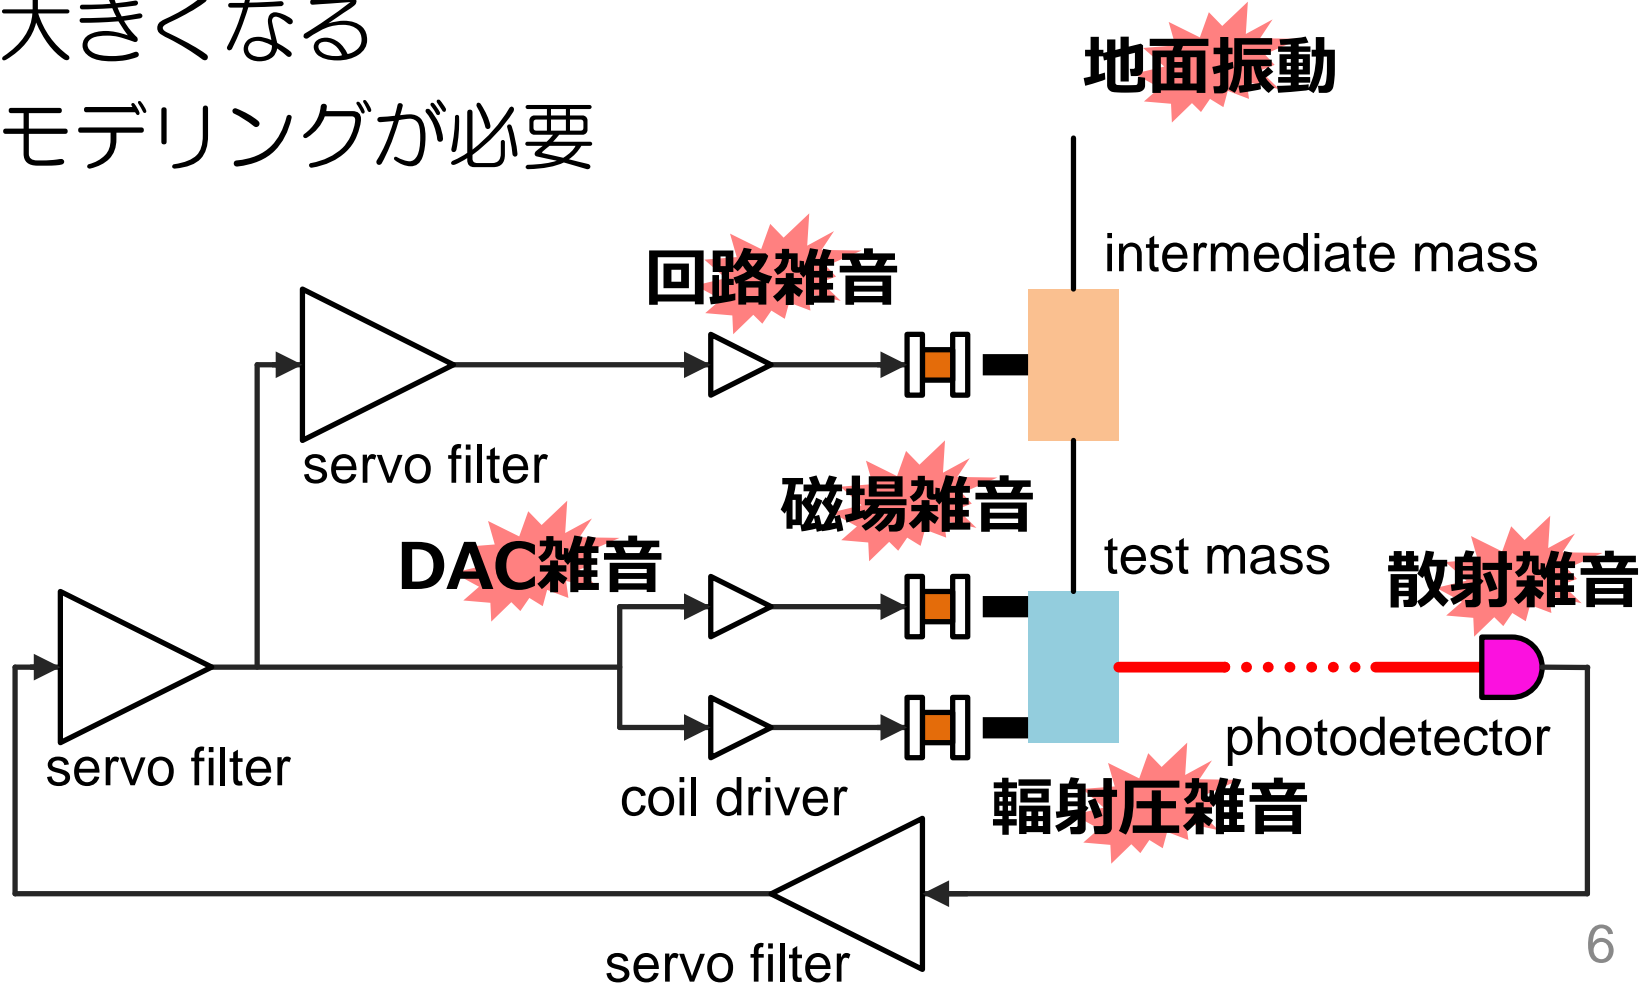 大きくなる
モデリングが必要
地面振動
intermediate mass
回路雑音
servo filter
磁場雑音
DAC雑音
test mass
散射雑音
servo filter
photodetector
coil driver
輻射圧雑音
servo filter
6